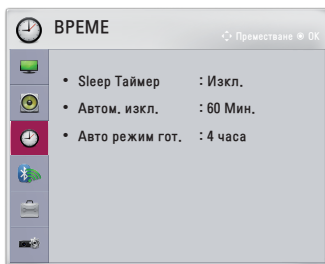 ВРЕМЕ
Преместване OK
• Sleep Таймер : Изкл.
• Автом. изкл. : 60 Мин.
• Авто режим гот. : 4 часа